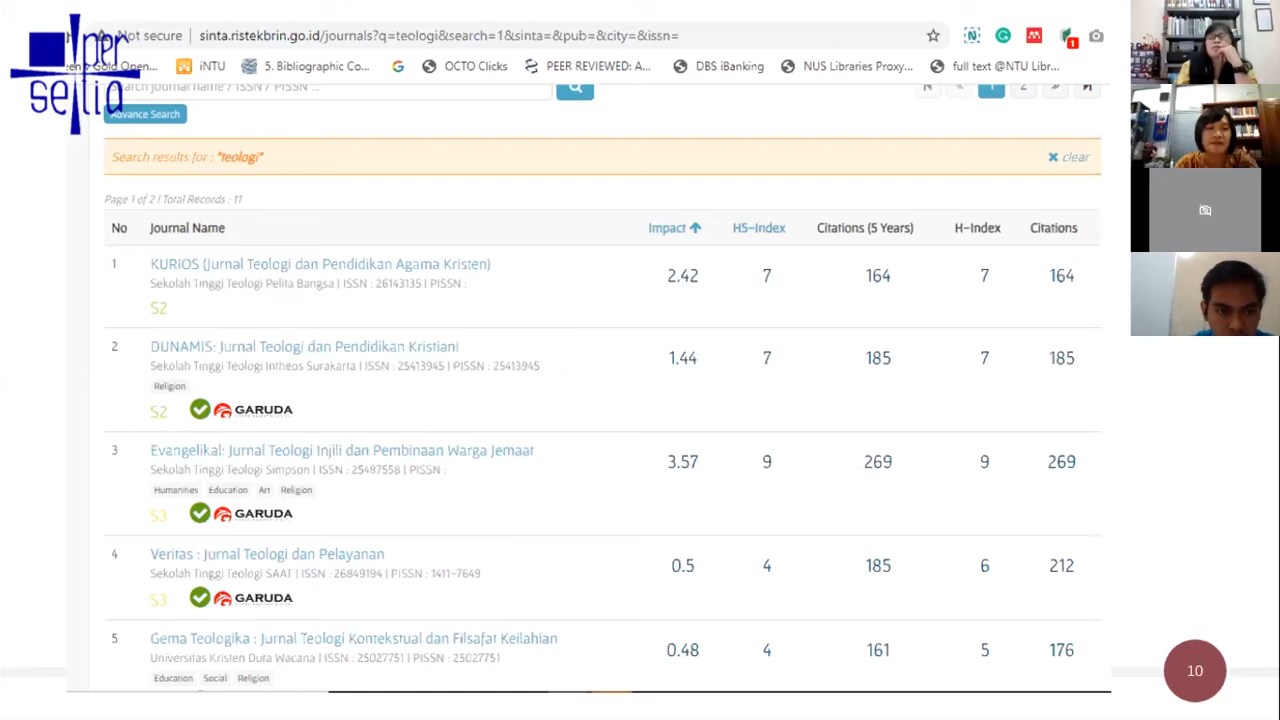 Not secure
sinta.ristekbrin.go.id/journals?q=teologi&search=1&sinta=&pub=&city=&issn=
iNTU
5. Bibliographic Co...
G
OCTO Click
PEER REVIEWED: A...
DBS iBanking
NUS Libraries Proxy...
full text @NTU Libr...
Search journal name / ISSN / PISSN ...
1
2
Advance Search
Search results for : "teologi"
clear
Page 1 of 2 | Total Records : 11
No Journal Name Impact H5-Index Citations (5 Years) H-Index Citations
1 KURIOS (Jurnal Teologi dan Pendidikan Agama Kristen) 2.42 7 164 7 164
Sekolah Tinggi Teologi Pelita Bangsa | ISSN : 26143135 | PISSN :
S2
2 DUNAMIS: Jurnal Teologi dan Pendidikan Kristiani 1.44 7 185 7 185
Sekolah Tinggi Teologi Intheos Surakarta | ISSN : 25413945 | PISSN : 25413945
Religion
S2 GARUDA
3 Evangelikal: Jurnal Teologi Injili dan Pembinaan Warga Jemaat 3.57 9 269 9 269
Sekolah Tinggi Teologi Simpson | ISSN : 25487558 | PISSN :
Humanities Education Art Religion
S3 GARUDA
4 Veritas : Jurnal Teologi dan Pelayanan 0.5 4 185 6 212
Sekolah Tinggi Teologi SAAT | ISSN : 26849194 | PISSN : 1411-7649
S3 GARUDA
5 Gema Teologika : Jurnal Teologi Kontekstual dan Filsafat Keilahian 0.48 4 161 5 176
Universitas Kristen Duta Wacana | ISSN : 25027751 | PISSN : 25027751
Education Social Religion
10